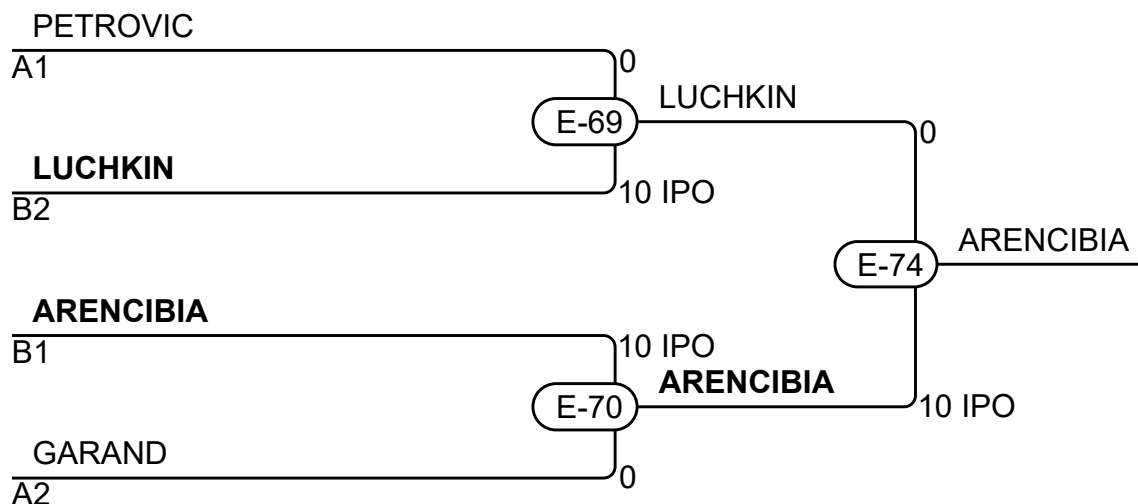 PETROVIC
A1
0
E-69
LUCHKIN
0
LUCHKIN
B2
10 IPO
E-74
ARENCIBIA
ARENCIBIA
B1
10 IPO
E-70
ARENCIBIA
10 IPO
GARAND
A2
0